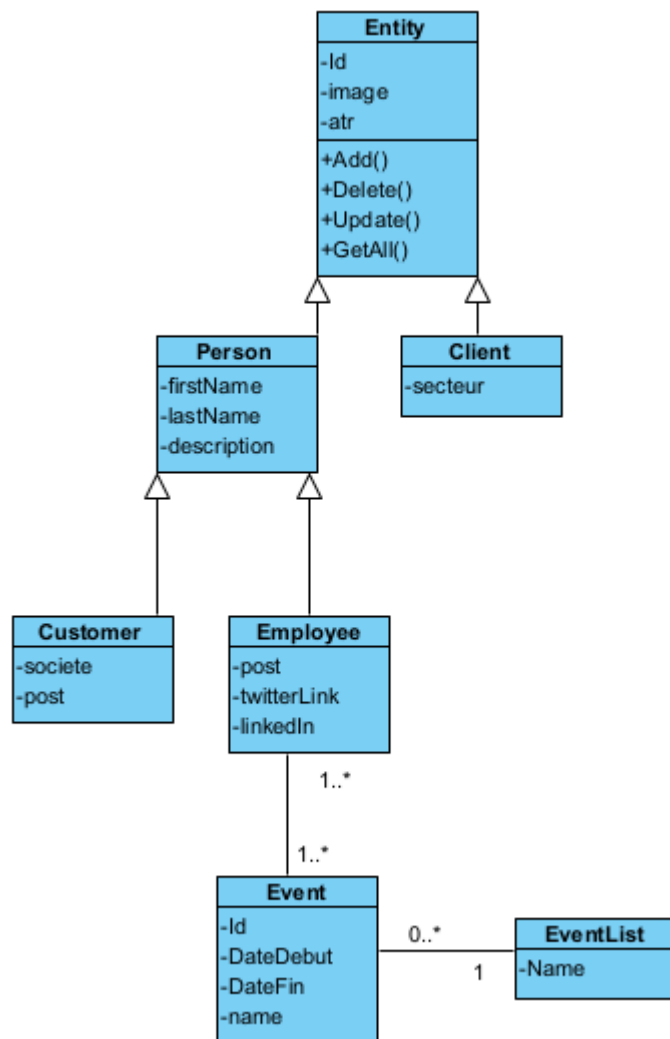 Entity
-Id
-image
-atr
+Add()
+Delete()
+Update()
+GetAll()
Person
-firstName
-lastName
-description
Client
-secteur
Customer
-societe
-post
Employee
-post
-twitterLink
-linkedIn
1..*
1..*
Event
-Id
-DateDebut
-DateFin
-name
0..*
1
EventList
-Name